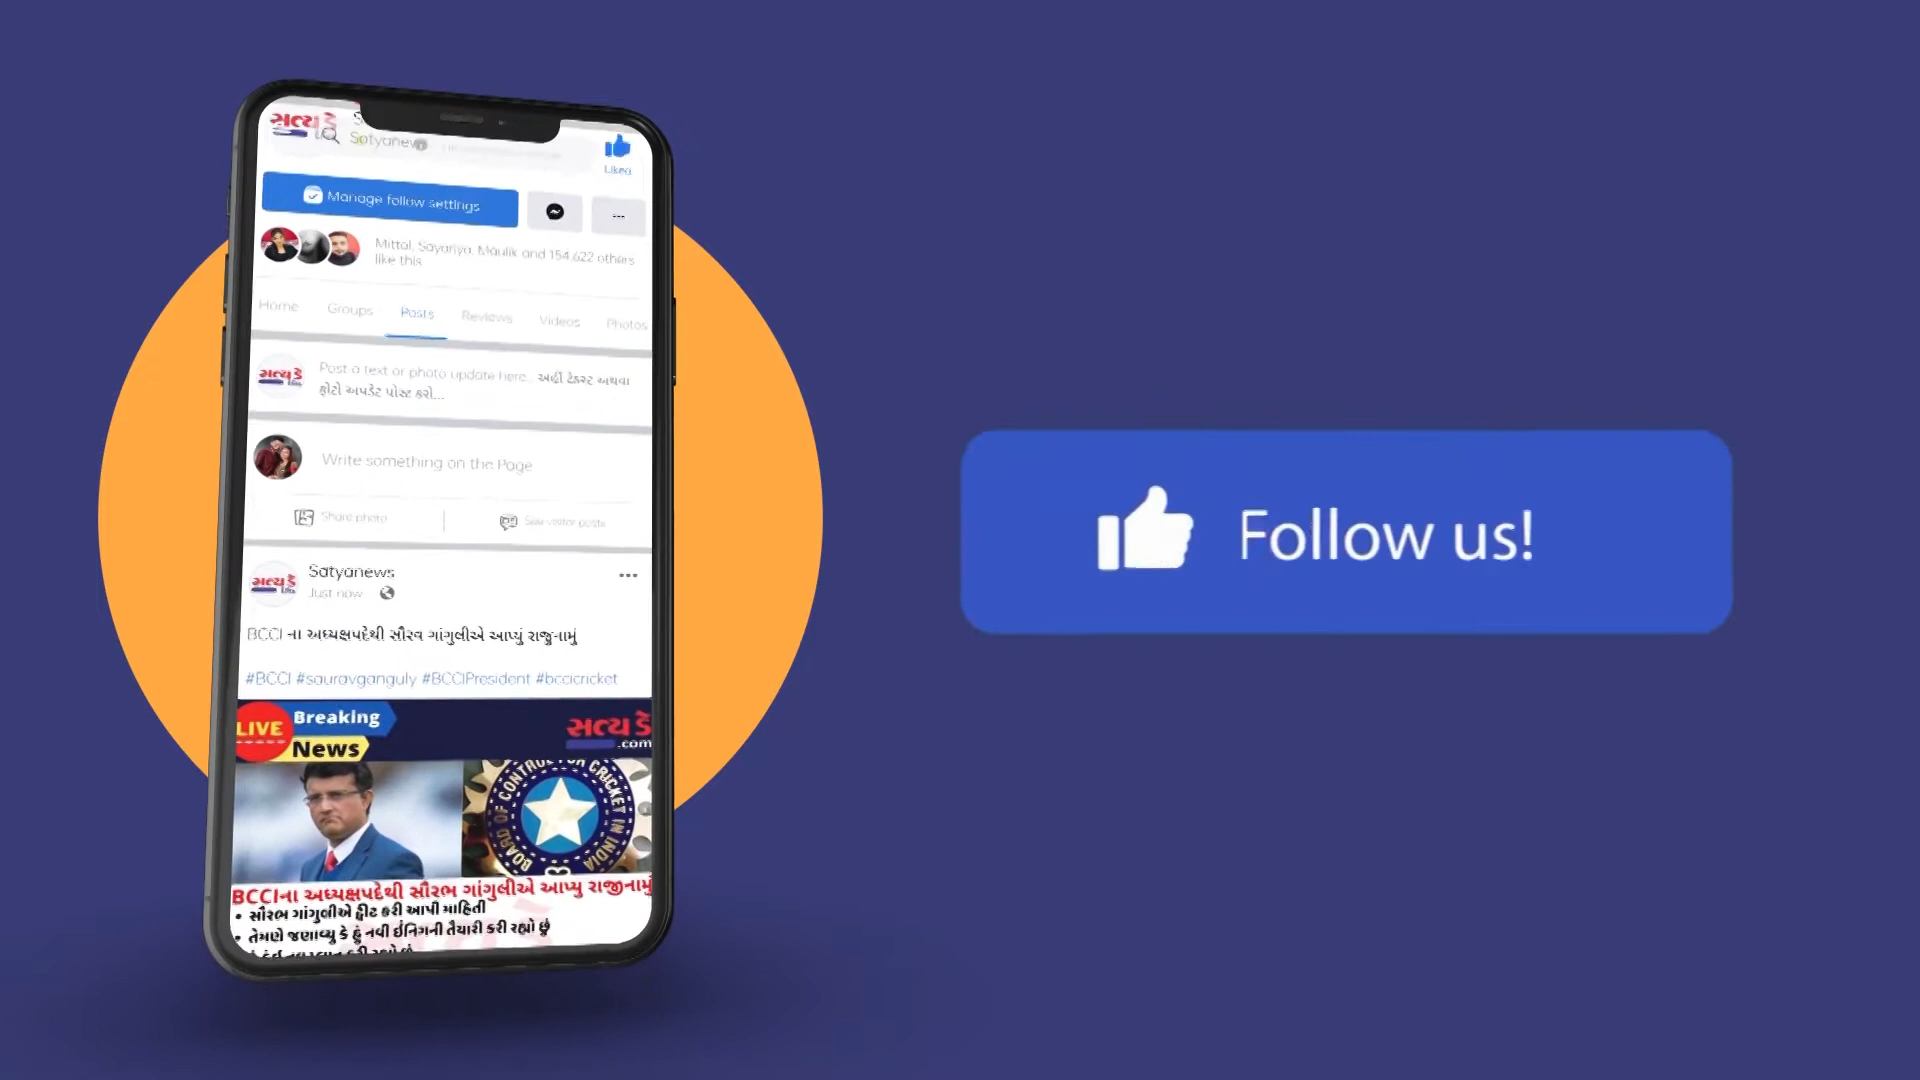 સત્ય ડે
Satyanews
Liked
Manage follow settings
Mittal, Sayariya, Maulik and 154,622 others
like this
Home Groups Posts Reviews Videos Photos
સત્ય ડે
Post a text or photo update here... અહીં ટેક્સ્ટ અથવા
ફોટો અપડેટ પોસ્ટ કરો...
Write something on the Page
Share photo See visitor posts
સત્ય ડે
Satyanews
Just now
BCCI ના અધ્યક્ષપદેથી સૌરવ ગાંગુલીએ આપ્યું રાજીનામું
#BCCI #sauravganguly #BCCIPresident #bccicricket
LIVE Breaking News
સત્ય ડે
.com
BOARD OF CONTROL FOR CRICKET IN INDIA
BCCIના અધ્યક્ષપદેથી સૌરભ ગાંગુલીએ આપ્યુ રાજીનામું
• સૌરભ ગાંગુલીએ ટ્વીટ કરી આપી માહિતી
• તેમણે જણાવ્યુ કે હું નવી ઈનિંગની તૈયારી કરી રહ્યો છું
Follow us!